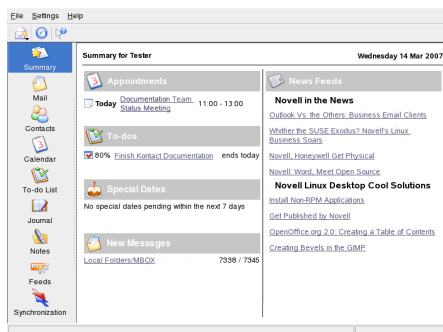 File Settings Help
Summary
Mail
Contacts
Calendar
To-do List
Journal
Notes
Feeds
Synchronization
Summary for Tester
Wednesday 14 Mar 2007
Appointments
Today Documentation Team 11:00 - 13:00
Status Meeting
To-dos
80% Finish Kontact Documentation ends today
Special Dates
No special dates pending within the next 7 days
New Messages
Local Folders/MBOX 7338 / 7345
News Feeds
Novell in the News
Outlook Vs. the Others: Business Email Clients
Whither the SUSE Exodus? Novell's Linux
Business Soars
Novell, Honeywell Get Physical
Novell: Word, Meet Open Source
Novell Linux Desktop Cool Solutions
Install Non-RPM Applications
Get Published by Novell
OpenOffice.org 2.0: Creating a Table of Contents
Creating Bevels in the GIMP